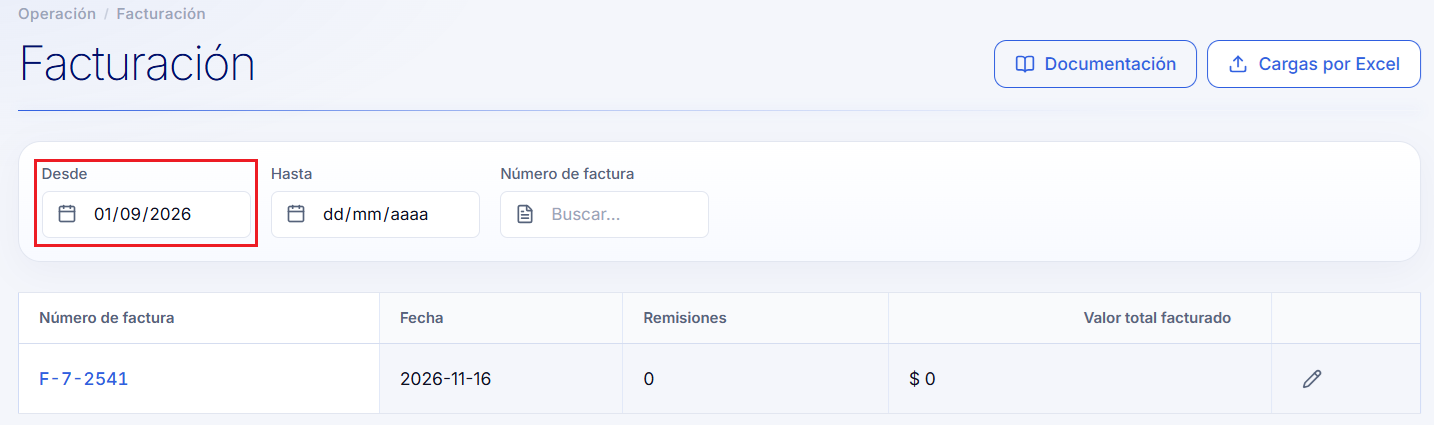 Operación / Facturación
Facturación
Documentación
Cargas por Excel
Desde
Hasta
Número de factura
01/09/2026
dd/mm/aaaa
Buscar...
Número de factura
Fecha
Remisiones
Valor total facturado
F-7-2541
2026-11-16
0
$ 0